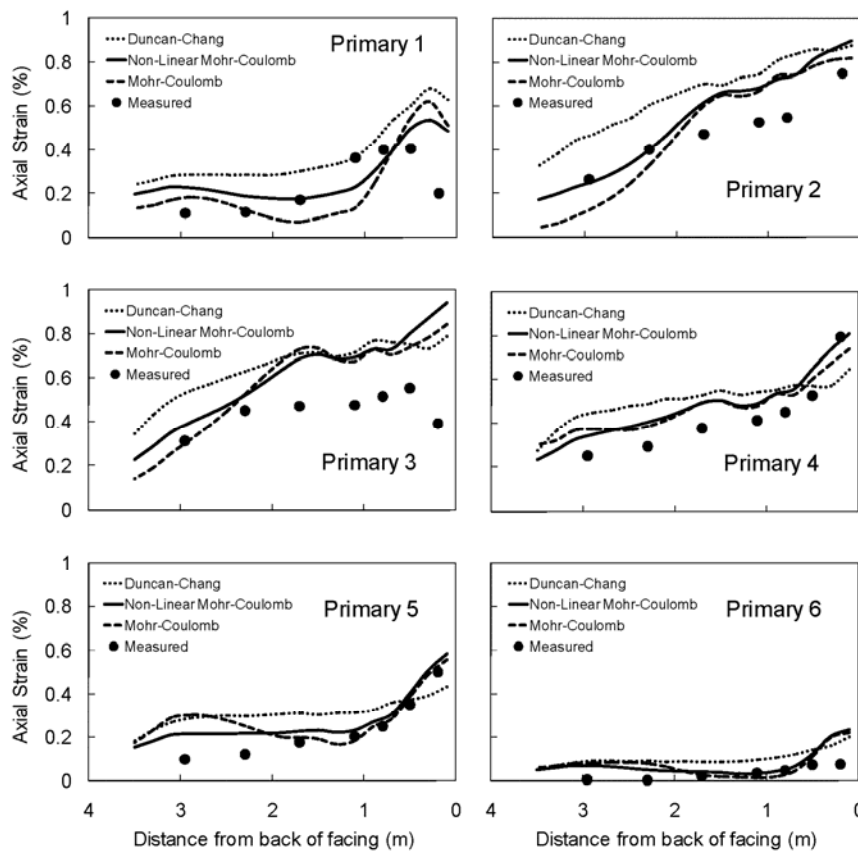 1
0.8
0.6
0.4
0.2
0
Axial Strain (%)
Duncan-Chang
Non-Linear Mohr-Coulomb
Mohr-Coulomb
Measured
Primary 1
Duncan-Chang
Non-Linear Mohr-Coulomb
Mohr-Coulomb
Measured
Primary 2
1
0.8
0.6
0.4
0.2
0
Axial Strain (%)
Duncan-Chang
Non-Linear Mohr-Coulomb
Mohr-Coulomb
Measured
Primary 3
Duncan-Chang
Non-Linear Mohr-Coulomb
Mohr-Coulomb
Measured
Primary 4
1
0.8
0.6
0.4
0.2
0
Axial Strain (%)
Duncan-Chang
Non-Linear Mohr-Coulomb
Mohr-Coulomb
Measured
Primary 5
4 3 2 1 0
Distance from back of facing (m)
Duncan-Chang
Non-Linear Mohr-Coulomb
Mohr-Coulomb
Measured
Primary 6
4 3 2 1 0
Distance from back of facing (m)